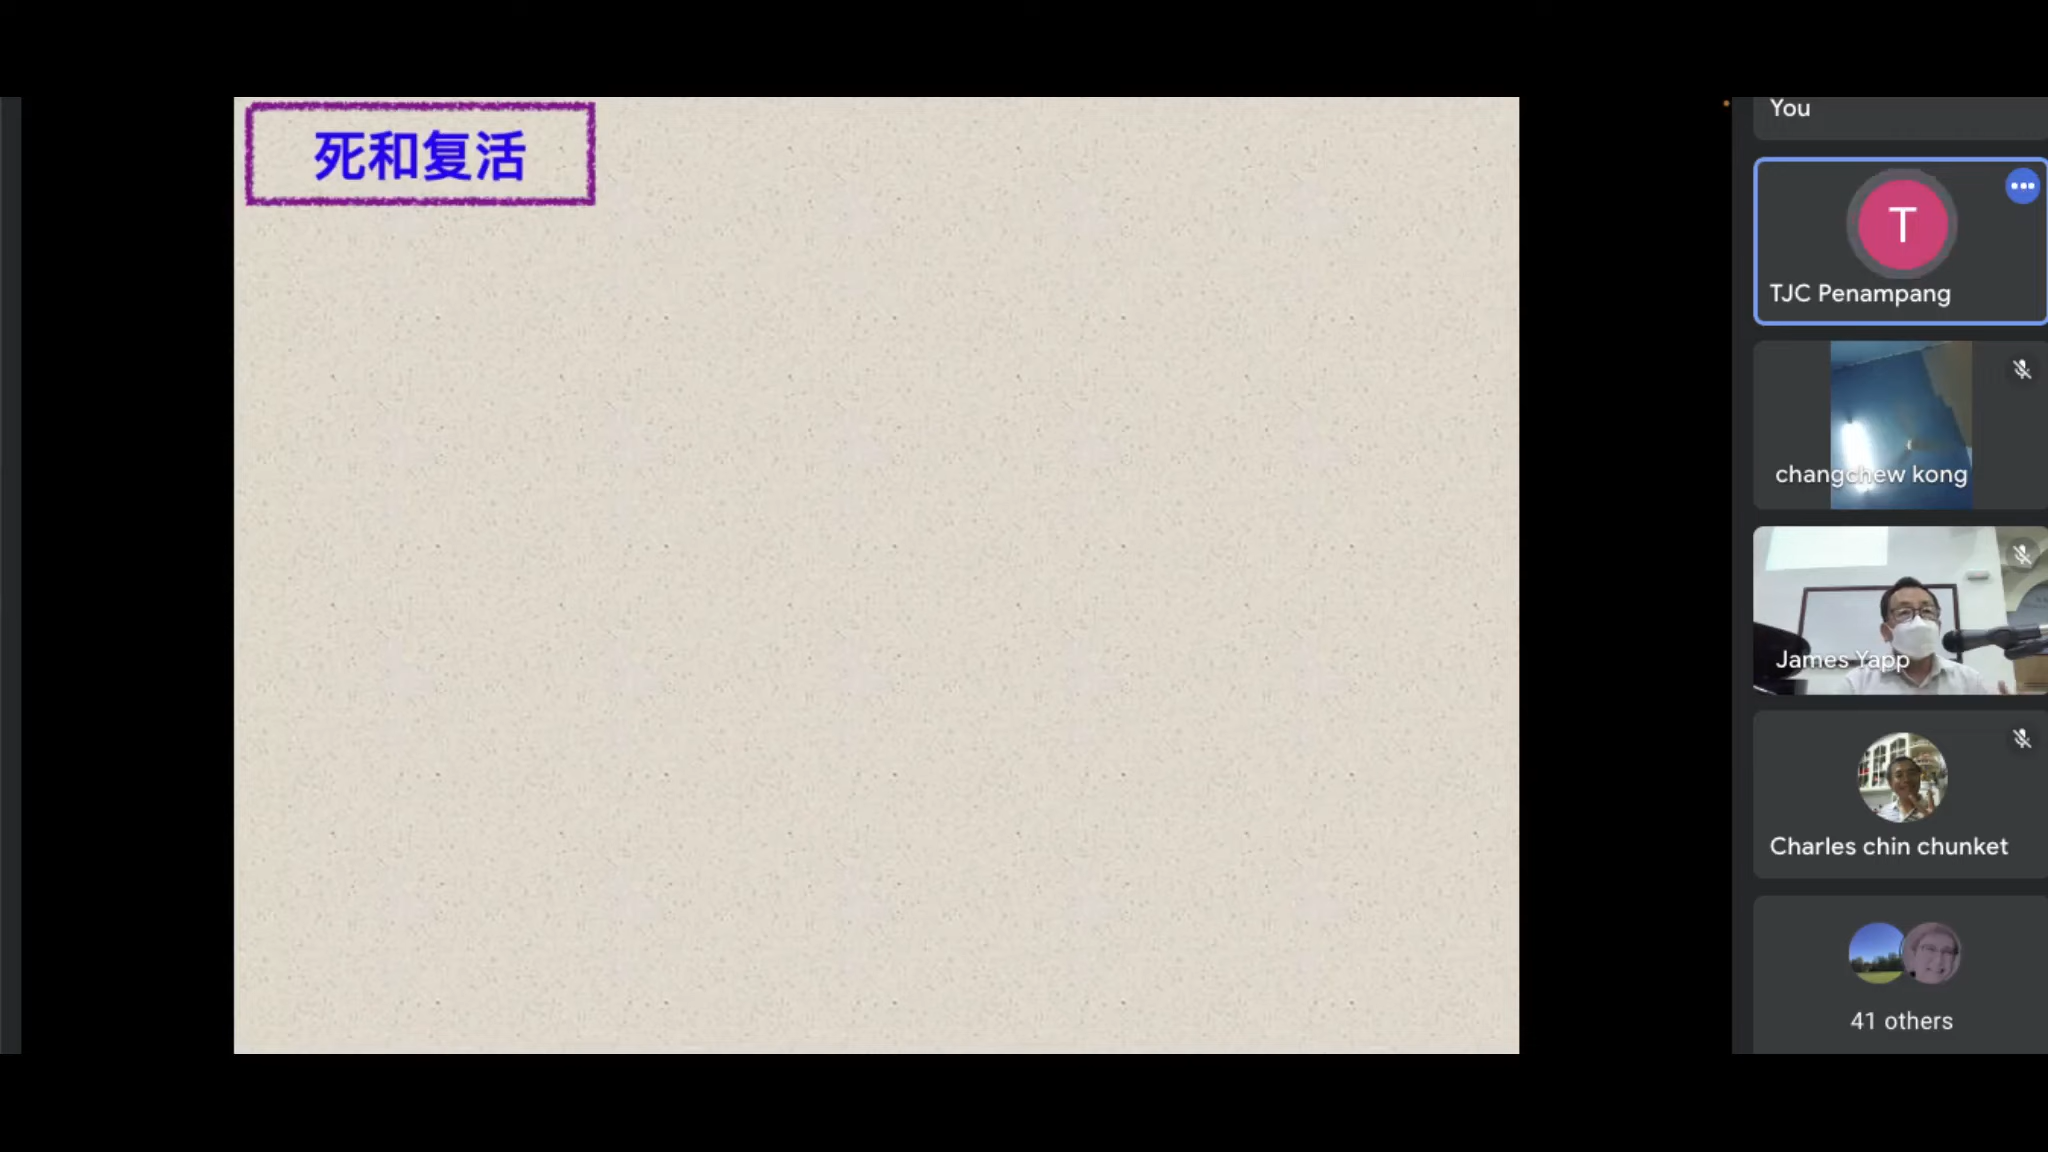 死和复活
You
T
TJC Penampang
changchew kong
James Yapp
Charles chin chunket
41 others